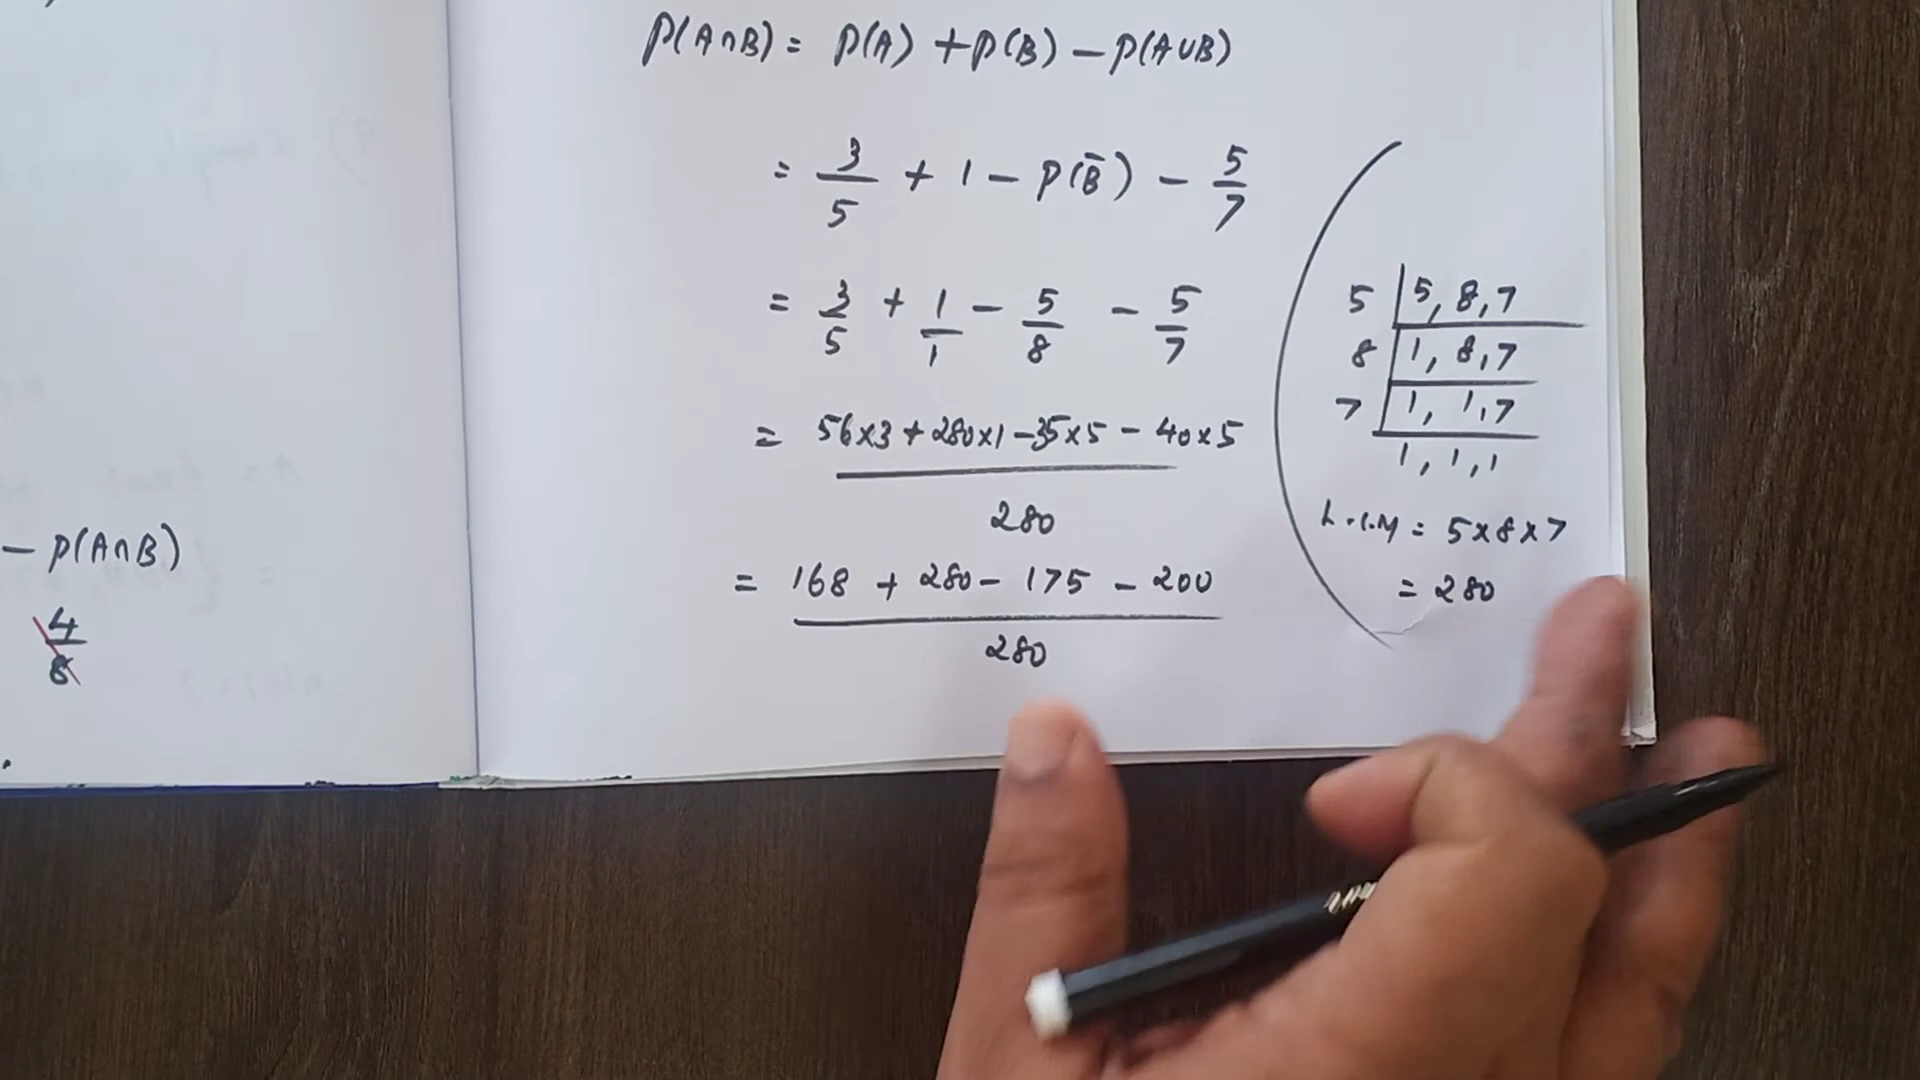 − P(A∩B)
4/8
P(A∩B) = P(A) + P(B) − P(A∪B)
= 3/5 + 1 − P(B̄) − 5/7
= 3/5 + 1/1 − 5/8 − 5/7
= 56×3 + 280×1 − 35×5 − 40×5
280
= 168 + 280 − 175 − 200
280
5 | 5, 8, 7
8 | 1, 8, 7
7 | 1, 1, 7
1, 1, 1
L.C.M = 5×8×7
= 280